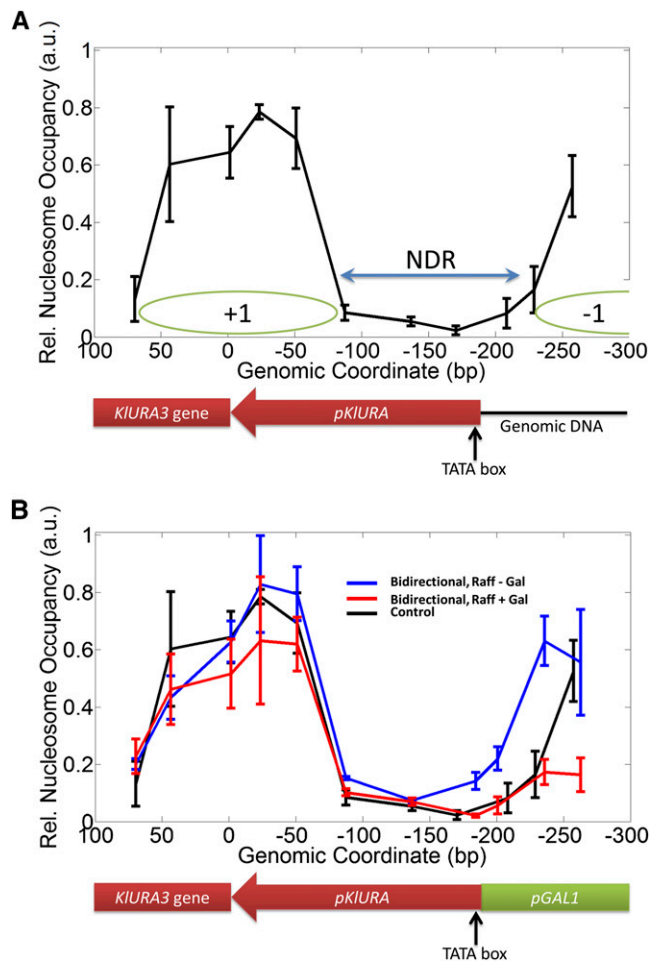 A
Rel. Nucleosome Occupancy (a.u.)
1
0.8
0.6
0.4
0.2
0
NDR
+1
-1
100 50 0 -50 -100 -150 -200 -250 -300
Genomic Coordinate (bp)
KlURA3 gene
pKlURA
Genomic DNA
TATA box
B
Rel. Nucleosome Occupancy (a.u.)
1
0.8
0.6
0.4
0.2
0
Bidirectional, Raff - Gal
Bidirectional, Raff + Gal
Control
100 50 0 -50 -100 -150 -200 -250 -300
Genomic Coordinate (bp)
KlURA3 gene
pKlURA
pGAL1
TATA box